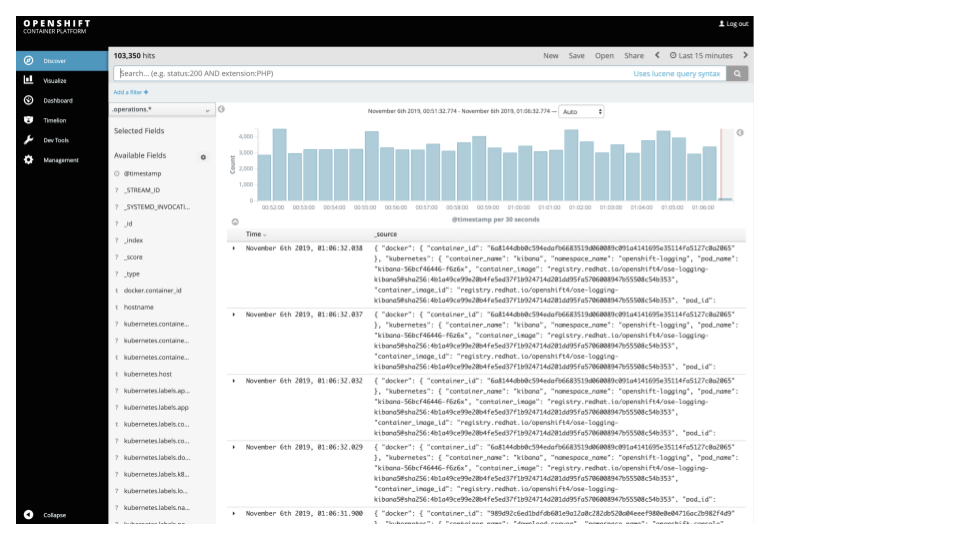 OPENSHIFT
CONTAINER PLATFORM
Log out
Discover
Visualize
Dashboard
Timelion
Dev Tools
Management
Collapse
103,350 hits
New Save Open Share Last 15 minutes
Search... (e.g. status:200 AND extension:PHP)
Uses lucene query syntax
Add a filter +
.operations.*
November 6th 2019, 00:51:32.774 - November 6th 2019, 01:06:32.774 — Auto
Selected Fields
Available Fields
@timestamp
? _STREAM_ID
? _SYSTEMD_INVOCATI...
? _id
? _index
? _score
? _type
t docker.container_id
t hostname
? kubernetes.containe...
? kubernetes.containe...
t kubernetes.containe...
t kubernetes.host
? kubernetes.labels.ap...
? kubernetes.labels.app
t kubernetes.labels.co...
? kubernetes.labels.co...
? kubernetes.labels.do...
? kubernetes.labels.k8...
? kubernetes.labels.lo...
? kubernetes.labels.na...
Count
4,000
3,000
2,000
1,000
0
00:52:00 00:53:00 00:54:00 00:55:00 00:56:00 00:57:00 00:58:00 00:59:00 01:00:00 01:01:00 01:02:00 01:03:00 01:04:00 01:05:00 01:06:00
@timestamp per 30 seconds
Time _source
November 6th 2019, 01:06:32.038 { "docker": { "container_id": "6a8144dbb0c594edafb6683519d060089c091a4141695e35114fa5127c0a2065"
}, "kubernetes": { "container_name": "kibana", "namespace_name": "openshift-logging", "pod_name":
"kibana-56bcf46446-f6z6x", "container_image": "registry.redhat.io/openshift4/ose-logging-
kibana5@sha256:4b1a49ce99e20b4fe5ed37f1b924714d201dd95fa5706008947b55508c54b353",
"container_image_id": "registry.redhat.io/openshift4/ose-logging-
kibana5@sha256:4b1a49ce99e20b4fe5ed37f1b924714d201dd95fa5706008947b55508c54b353", "pod_id":
November 6th 2019, 01:06:32.037 { "docker": { "container_id": "6a8144dbb0c594edafb6683519d060089c091a4141695e35114fa5127c0a2065"
}, "kubernetes": { "container_name": "kibana", "namespace_name": "openshift-logging", "pod_name":
"kibana-56bcf46446-f6z6x", "container_image": "registry.redhat.io/openshift4/ose-logging-
kibana5@sha256:4b1a49ce99e20b4fe5ed37f1b924714d201dd95fa5706008947b55508c54b353",
"container_image_id": "registry.redhat.io/openshift4/ose-logging-
kibana5@sha256:4b1a49ce99e20b4fe5ed37f1b924714d201dd95fa5706008947b55508c54b353", "pod_id":
November 6th 2019, 01:06:32.032 { "docker": { "container_id": "6a8144dbb0c594edafb6683519d060089c091a4141695e35114fa5127c0a2065"
}, "kubernetes": { "container_name": "kibana", "namespace_name": "openshift-logging", "pod_name":
"kibana-56bcf46446-f6z6x", "container_image": "registry.redhat.io/openshift4/ose-logging-
kibana5@sha256:4b1a49ce99e20b4fe5ed37f1b924714d201dd95fa5706008947b55508c54b353",
"container_image_id": "registry.redhat.io/openshift4/ose-logging-
kibana5@sha256:4b1a49ce99e20b4fe5ed37f1b924714d201dd95fa5706008947b55508c54b353", "pod_id":
November 6th 2019, 01:06:32.029 { "docker": { "container_id": "6a8144dbb0c594edafb6683519d060089c091a4141695e35114fa5127c0a2065"
}, "kubernetes": { "container_name": "kibana", "namespace_name": "openshift-logging", "pod_name":
"kibana-56bcf46446-f6z6x", "container_image": "registry.redhat.io/openshift4/ose-logging-
kibana5@sha256:4b1a49ce99e20b4fe5ed37f1b924714d201dd95fa5706008947b55508c54b353",
"container_image_id": "registry.redhat.io/openshift4/ose-logging-
kibana5@sha256:4b1a49ce99e20b4fe5ed37f1b924714d201dd95fa5706008947b55508c54b353", "pod_id":
November 6th 2019, 01:06:31.900 { "docker": { "container_id": "989d92c6ed1bdfdb601e9a12a0c282db520a04eeef980e0e04716ac2b982f4d9"